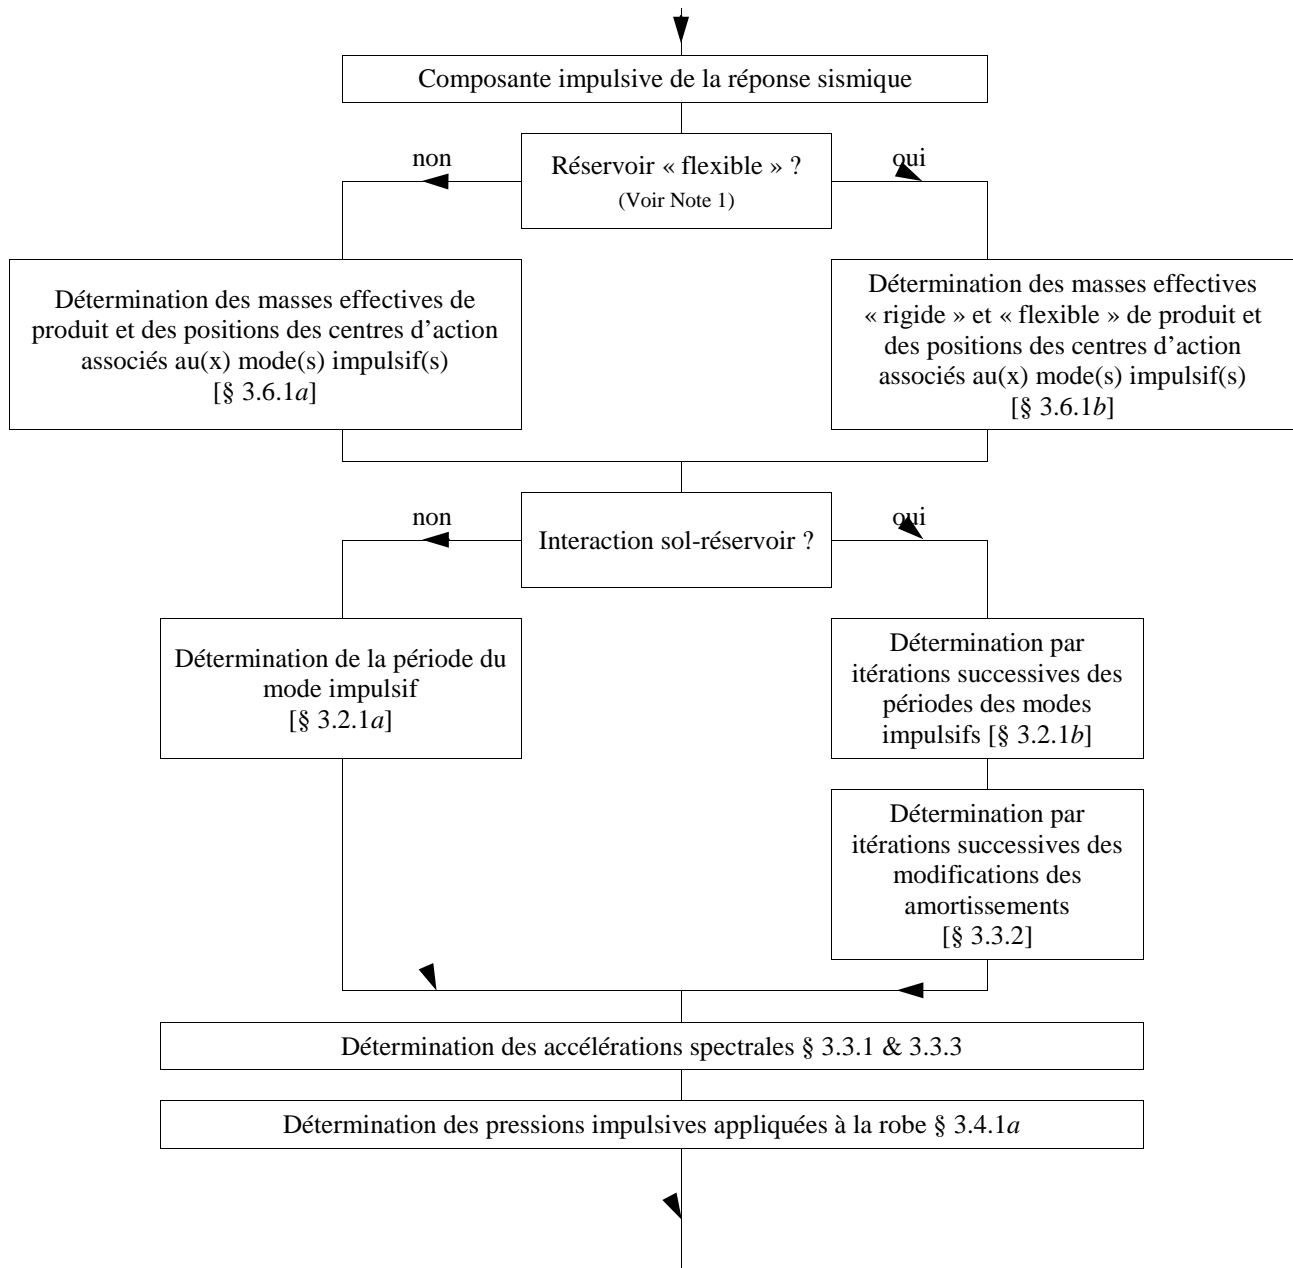 Composante impulsive de la réponse sismique
non
Réservoir « flexible » ?
(Voir Note 1)
oui
Détermination des masses effectives de
produit et des positions des centres d’action
associés au(x) mode(s) impulsif(s)
[§ 3.6.1a]
Détermination des masses effectives
« rigide » et « flexible » de produit et
des positions des centres d’action
associés au(x) mode(s) impulsif(s)
[§ 3.6.1b]
non
Interaction sol-réservoir ?
oui
Détermination de la période du
mode impulsif
[§ 3.2.1a]
Détermination par
itérations successives des
périodes des modes
impulsifs [§ 3.2.1b]
Détermination par
itérations successives des
modifications des
amortissements
[§ 3.3.2]
Détermination des accélérations spectrales § 3.3.1 & 3.3.3
Détermination des pressions impulsives appliquées à la robe § 3.4.1a